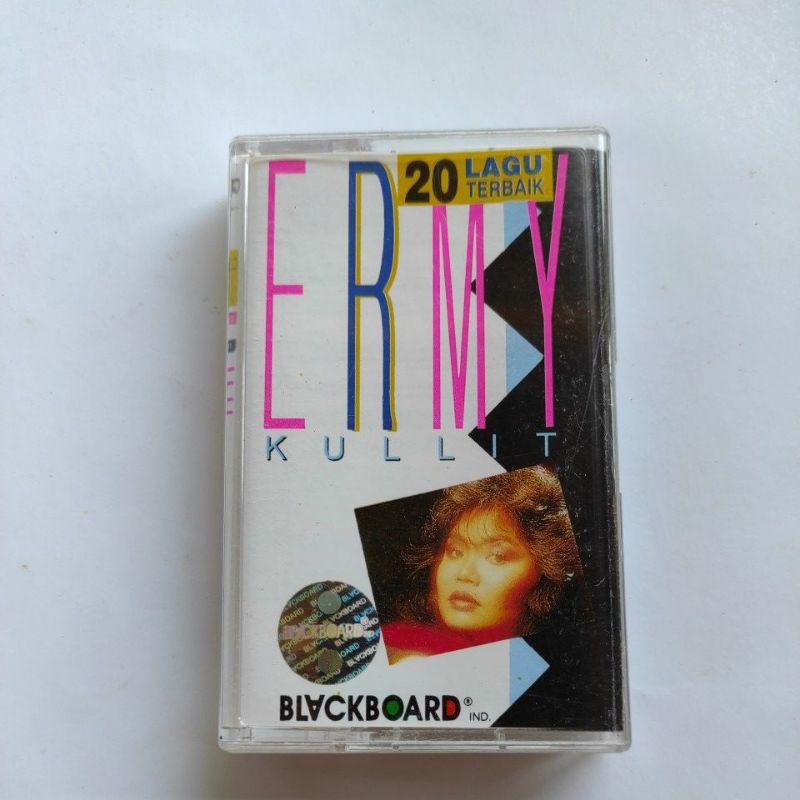 20 LAGU
TERBAIK
ERMY
KULLIT
BLACKBOARD®
BLACKBOARD® IND.